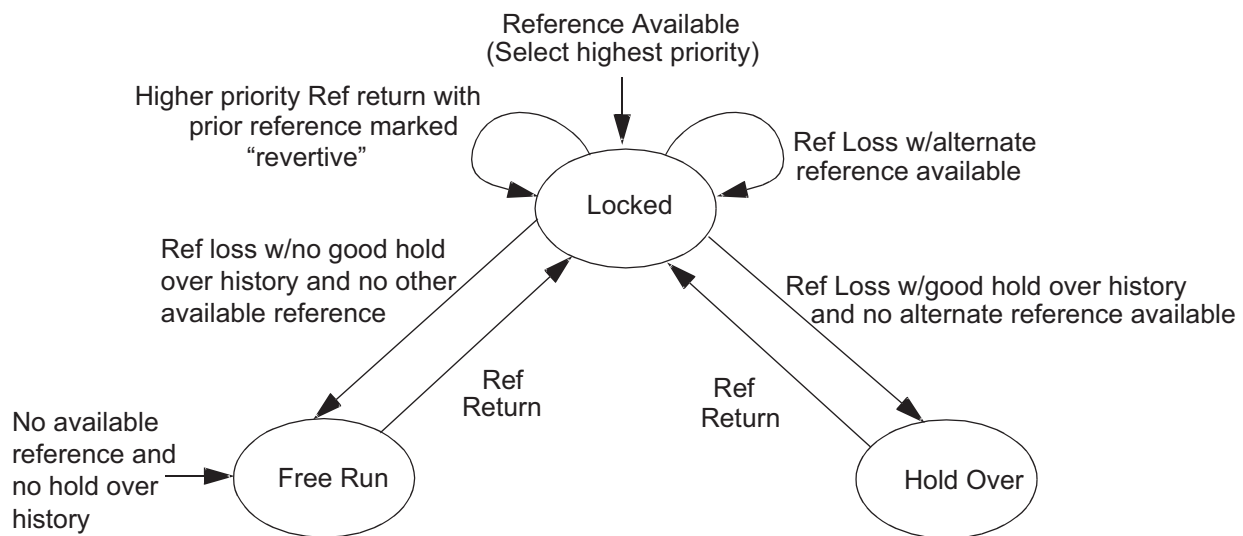 Reference Available
(Select highest priority)
Higher priority Ref return with
prior reference marked
“revertive”
Ref Loss w/alternate
reference available
Locked
Ref loss w/no good hold
over history and no other
available reference
Ref Loss w/good hold over history
and no alternate reference available
Ref
Return
Ref
Return
No available
reference and
no hold over
history
Free Run
Hold Over